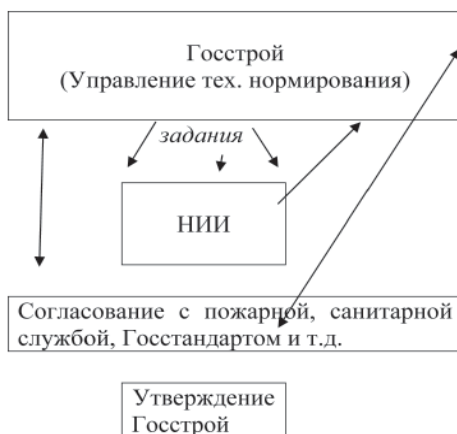 Госстрой
(Управление тех. нормирования)
задания
НИИ
Согласование с пожарной, санитарной
службой, Госстандартом и т.д.
Утверждение
Госстрой